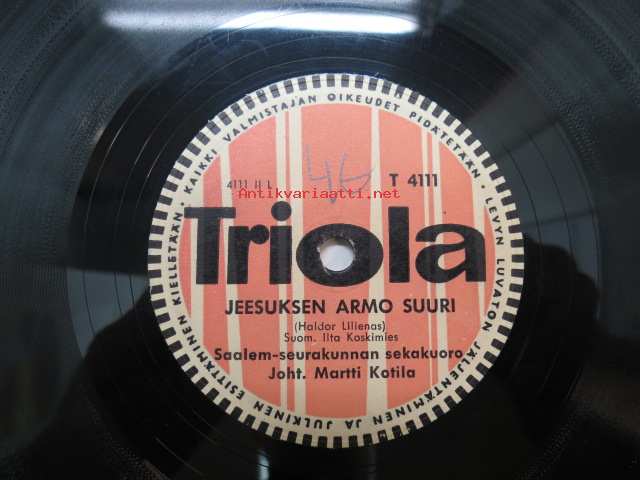 KAIKKI VALMISTAJAN OIKEUDET PIDÄTETÄÄN · LEVYN LUVATON JÄLJENTÄMINEN JA JULKINEN ESITTÄMINEN KIELLETÄÄN
46
4111 II L
T 4111
Antikvariaatti.net
Triola
JEESUKSEN ARMO SUURI
(Haldor Lillenas)
Suom. Ilta Koskimies
Saalem-seurakunnan sekakuoro
Joht. Martti Kotila